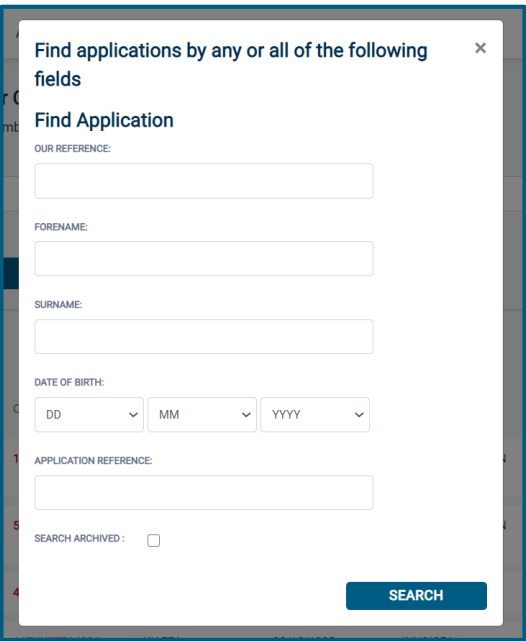 Find applications by any or all of the following
fields
×
Find Application
OUR REFERENCE:
FORENAME:
SURNAME:
DATE OF BIRTH:
DD MM YYYY
APPLICATION REFERENCE:
SEARCH ARCHIVED :
SEARCH